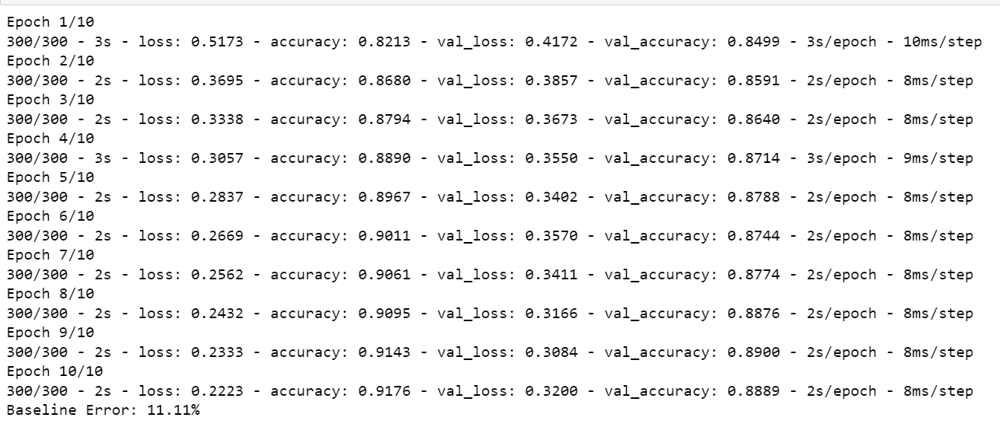 Epoch 1/10
300/300 - 3s - loss: 0.5173 - accuracy: 0.8213 - val_loss: 0.4172 - val_accuracy: 0.8499 - 3s/epoch - 10ms/step
Epoch 2/10
300/300 - 2s - loss: 0.3695 - accuracy: 0.8680 - val_loss: 0.3857 - val_accuracy: 0.8591 - 2s/epoch - 8ms/step
Epoch 3/10
300/300 - 2s - loss: 0.3338 - accuracy: 0.8794 - val_loss: 0.3673 - val_accuracy: 0.8640 - 2s/epoch - 8ms/step
Epoch 4/10
300/300 - 3s - loss: 0.3057 - accuracy: 0.8890 - val_loss: 0.3550 - val_accuracy: 0.8714 - 3s/epoch - 9ms/step
Epoch 5/10
300/300 - 2s - loss: 0.2837 - accuracy: 0.8967 - val_loss: 0.3402 - val_accuracy: 0.8788 - 2s/epoch - 8ms/step
Epoch 6/10
300/300 - 2s - loss: 0.2669 - accuracy: 0.9011 - val_loss: 0.3570 - val_accuracy: 0.8744 - 2s/epoch - 8ms/step
Epoch 7/10
300/300 - 2s - loss: 0.2562 - accuracy: 0.9061 - val_loss: 0.3411 - val_accuracy: 0.8774 - 2s/epoch - 8ms/step
Epoch 8/10
300/300 - 2s - loss: 0.2432 - accuracy: 0.9095 - val_loss: 0.3166 - val_accuracy: 0.8876 - 2s/epoch - 8ms/step
Epoch 9/10
300/300 - 2s - loss: 0.2333 - accuracy: 0.9143 - val_loss: 0.3084 - val_accuracy: 0.8900 - 2s/epoch - 8ms/step
Epoch 10/10
300/300 - 2s - loss: 0.2223 - accuracy: 0.9176 - val_loss: 0.3200 - val_accuracy: 0.8889 - 2s/epoch - 8ms/step
Baseline Error: 11.11%